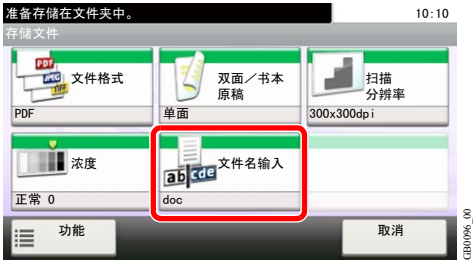 准备存储在文件夹中。 10:10
存储文件
PDF
JPEG
TIFF
文件格式
PDF
双面／书本
原稿
单面
扫描
分辨率
300x300dpi
浓度
正常 0
ab cde
文件名输入
doc
功能
取消
GB0096_00